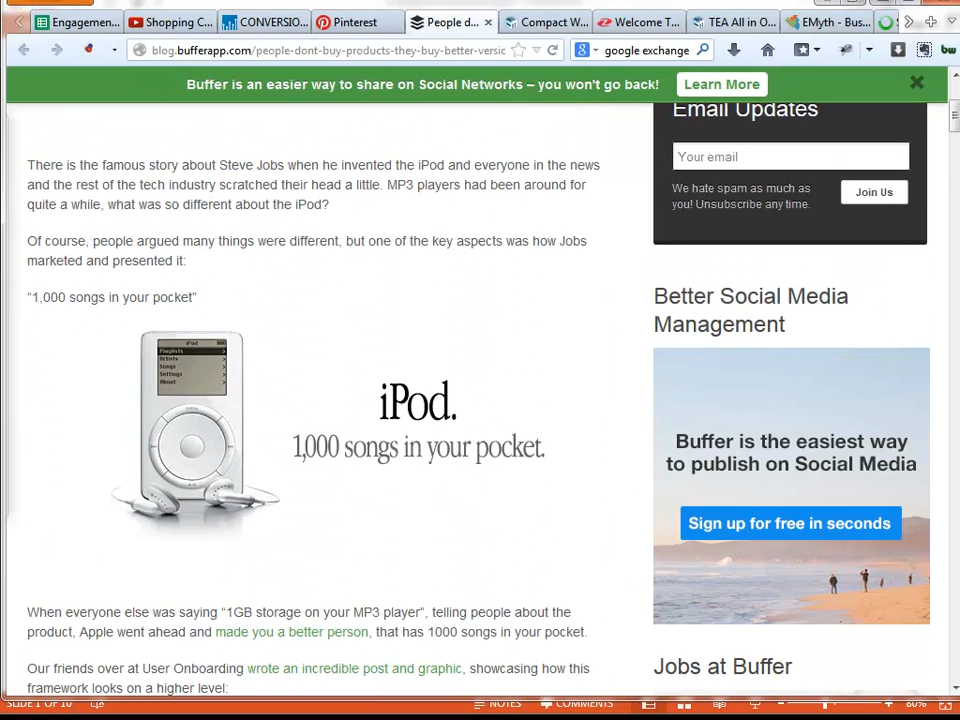 Engagemen...
Shopping C...
CONVERSIO...
Pinterest
People d...
Compact W...
Welcome T...
TEA All in O...
EMyth - Bus...
blog.bufferapp.com/people-dont-buy-products-they-buy-better-versic
google exchange
Buffer is an easier way to share on Social Networks – you won't go back!
Learn More
There is the famous story about Steve Jobs when he invented the iPod and everyone in the news
and the rest of the tech industry scratched their head a little. MP3 players had been around for
quite a while, what was so different about the iPod?
Of course, people argued many things were different, but one of the key aspects was how Jobs
marketed and presented it:
“1,000 songs in your pocket”
iPod
Playlists
Artists
Songs
Settings
About
iPod.
1,000 songs in your pocket.
When everyone else was saying “1GB storage on your MP3 player”, telling people about the
product, Apple went ahead and made you a better person, that has 1000 songs in your pocket.
Our friends over at User Onboarding wrote an incredible post and graphic, showcasing how this
framework looks on a higher level:
Email Updates
Your email
We hate spam as much as
you! Unsubscribe any time.
Join Us
Better Social Media
Management
Buffer is the easiest way
to publish on Social Media
Sign up for free in seconds
Jobs at Buffer
SLIDE 1 OF 10
NOTES
COMMENTS
80%